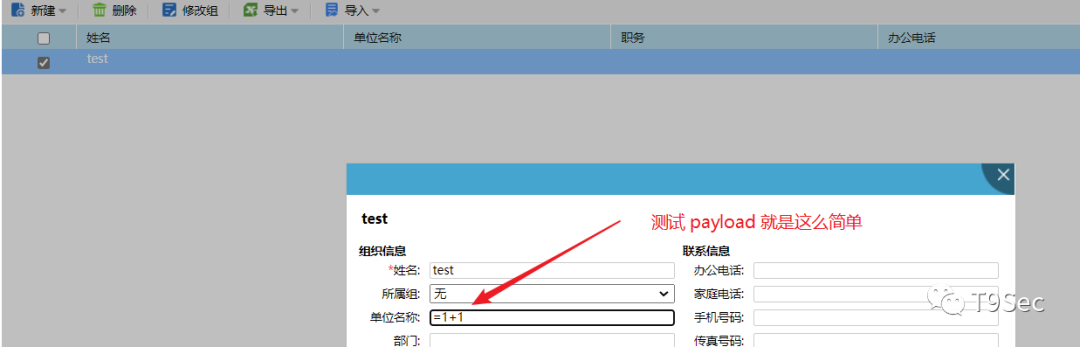 新建 删除 修改组 导出 导入
姓名 单位名称 职务 办公电话
test
test
测试 payload 就是这么简单
组织信息 联系信息
*姓名: test 办公电话:
所属组: 无 家庭电话:
单位名称: =1+1 手机号码:
部门: 传真号码:
T9Sec